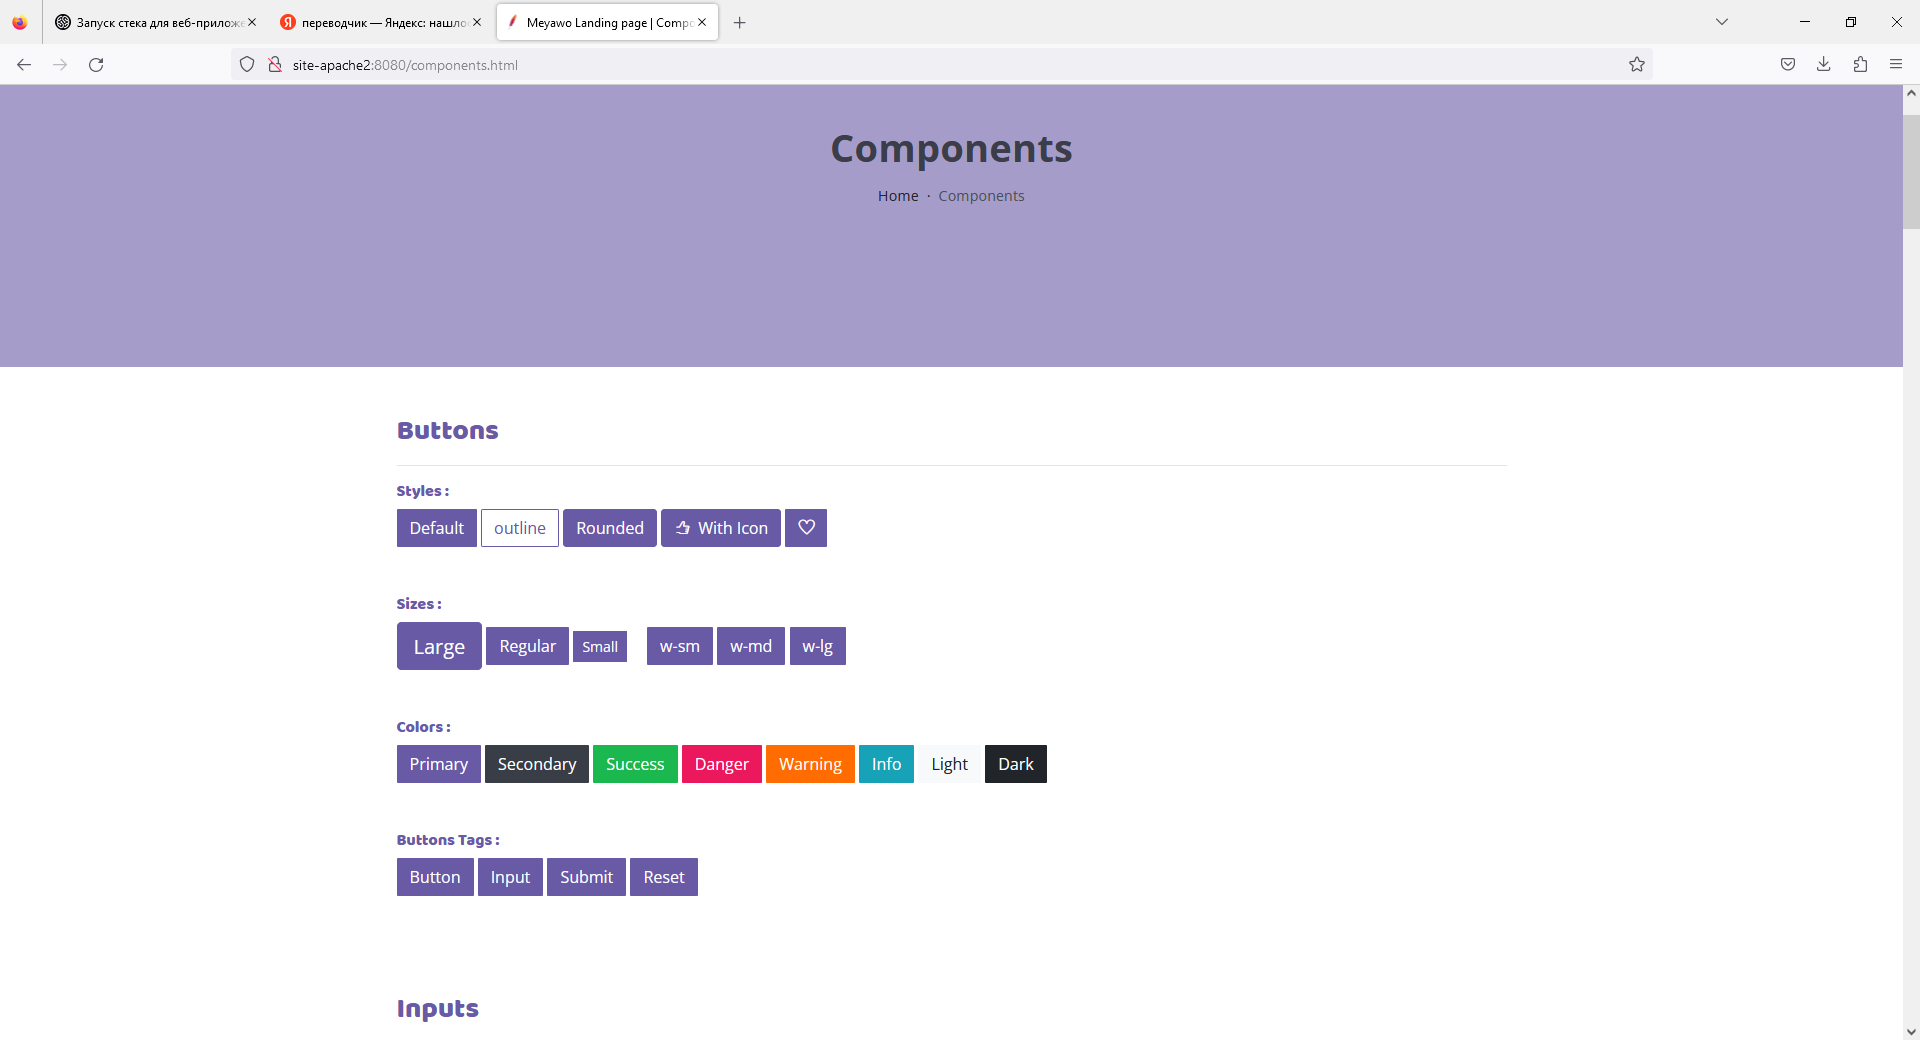 Запуск стека для веб-приложе
переводчик — Яндекс: нашлос
Meyawo Landing page | Compo
site-apache2:8080/components.html
Components
Home · Components
Buttons
Styles :
Default outline Rounded With Icon
Sizes :
Large Regular Small w-sm w-md w-lg
Colors :
Primary Secondary Success Danger Warning Info Light Dark
Buttons Tags :
Button Input Submit Reset
Inputs